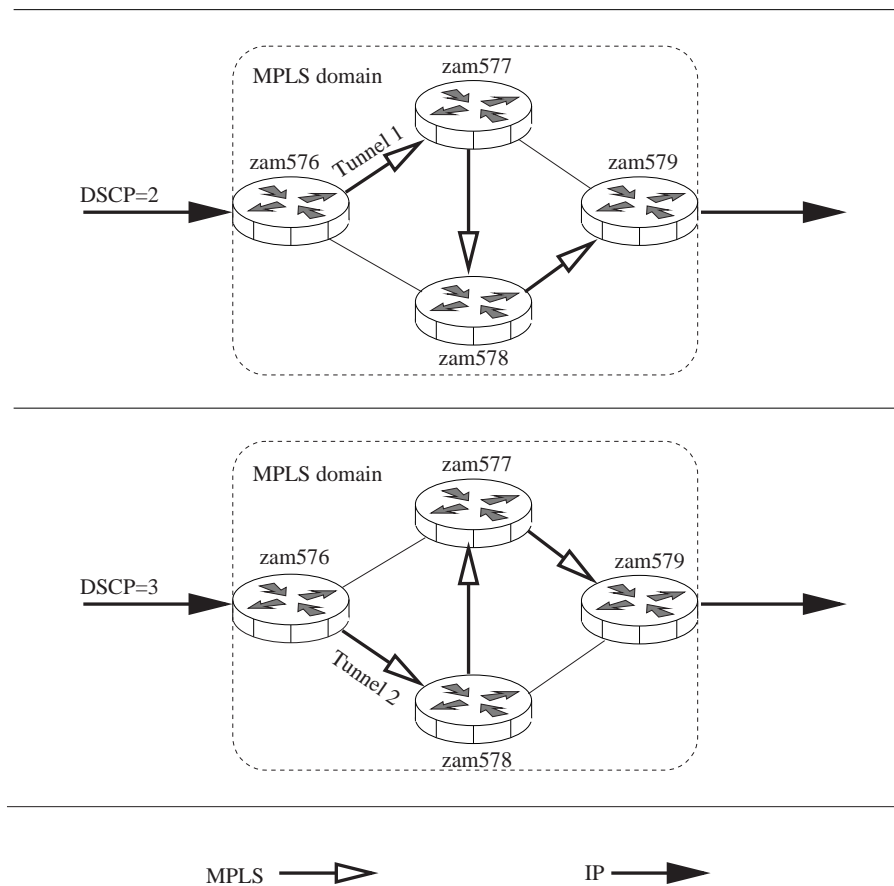 zam577
MPLS domain
zam576
Tunnel 1
zam579
DSCP=2
zam578
zam577
MPLS domain
zam576
zam579
DSCP=3
Tunnel 2
zam578
MPLS
IP